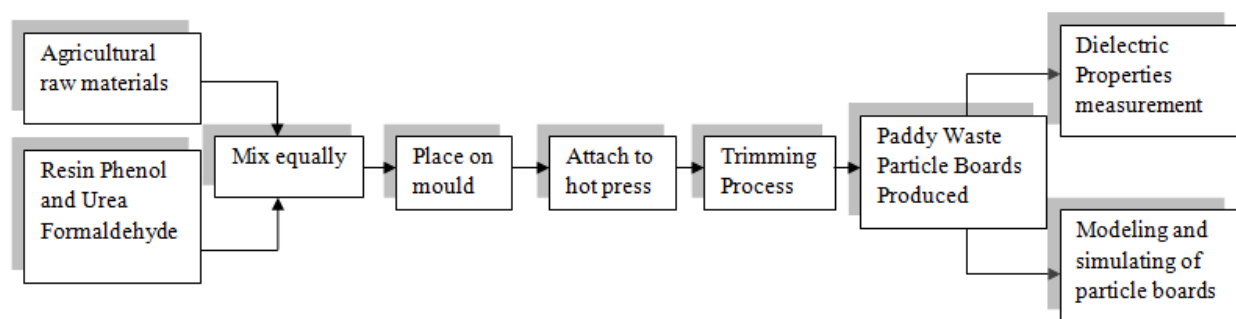 Agricultural
raw materials
Resin Phenol
and Urea
Formaldehyde
Mix equally
Place on
mould
Attach to
hot press
Trimming
Process
Paddy Waste
Particle Boards
Produced
Dielectric
Properties
measurement
Modeling and
simulating of
particle boards